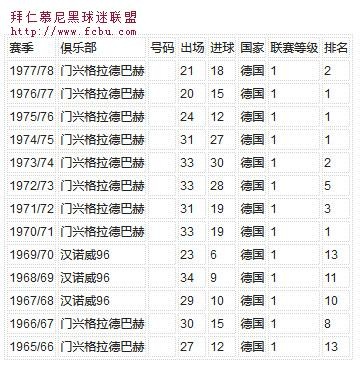 拜仁慕尼黑球迷联盟
http://www.fcbu.com
赛季 俱乐部 号码 出场 进球 国家 联赛等级 排名
1977/78 门兴格拉德巴赫 21 18 德国 1 2
1976/77 门兴格拉德巴赫 20 15 德国 1 1
1975/76 门兴格拉德巴赫 24 12 德国 1 1
1974/75 门兴格拉德巴赫 31 27 德国 1 1
1973/74 门兴格拉德巴赫 33 30 德国 1 2
1972/73 门兴格拉德巴赫 33 28 德国 1 5
1971/72 门兴格拉德巴赫 31 19 德国 1 3
1970/71 门兴格拉德巴赫 33 19 德国 1 1
1969/70 汉诺威96 23 6 德国 1 13
1968/69 汉诺威96 34 9 德国 1 11
1967/68 汉诺威96 29 10 德国 1 10
1966/67 门兴格拉德巴赫 30 15 德国 1 8
1965/66 门兴格拉德巴赫 27 12 德国 1 13